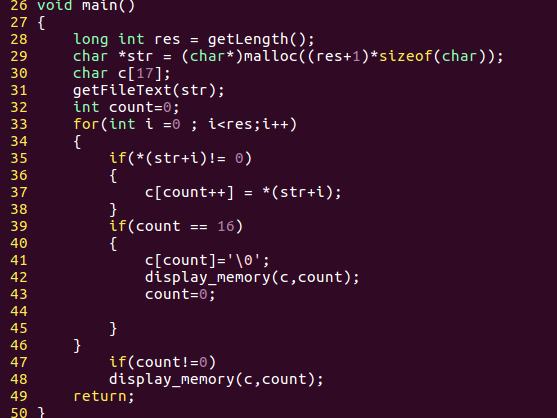 26 void main()
27 {
28     long int res = getLength();
29     char *str = (char*)malloc((res+1)*sizeof(char));
30     char c[17];
31     getFileText(str);
32     int count=0;
33     for(int i =0 ; i<res;i++)
34     {
35         if(*(str+i)!= 0)
36         {
37             c[count++] = *(str+i);
38         }
39         if(count == 16)
40         {
41             c[count]='\0';
42             display_memory(c,count);
43             count=0;
44
45         }
46     }
47         if(count!=0)
48         display_memory(c,count);
49     return;
50 }